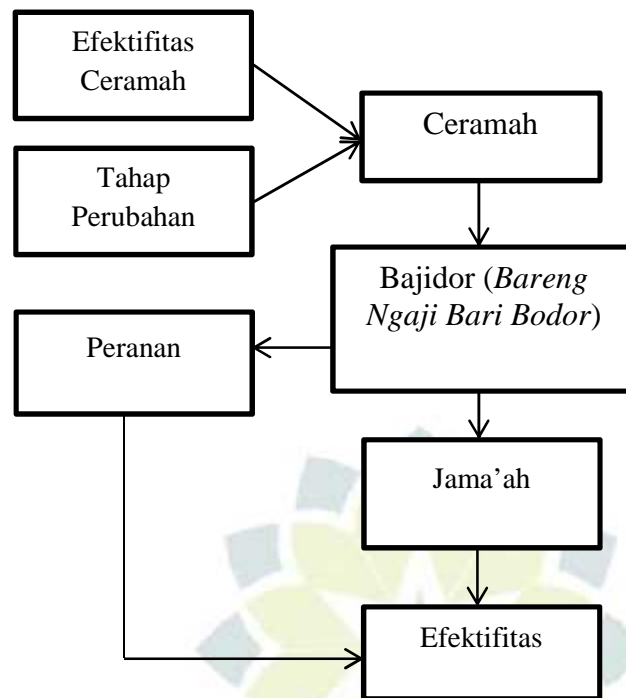 Efektifitas
Ceramah
Ceramah
Tahap
Perubahan
Bajidor (Bareng
Ngaji Bari Bodor)
Peranan
Jama’ah
Efektifitas